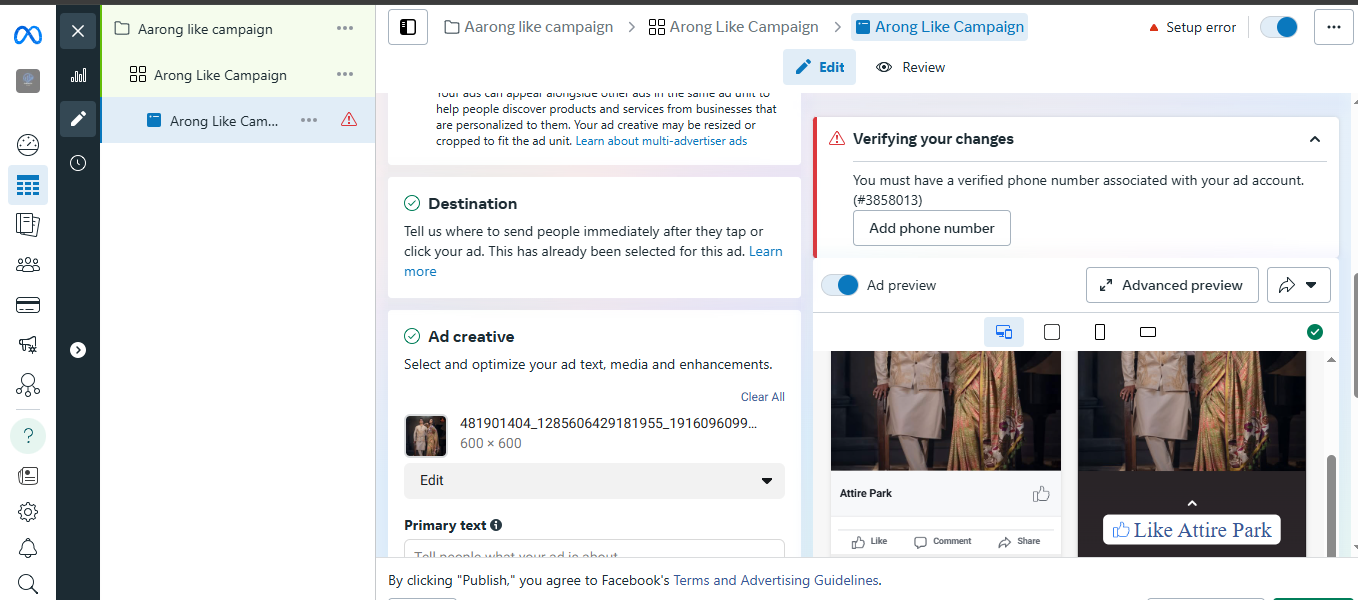 Aarong like campaign
Arong Like Campaign
Arong Like Cam...
Aarong like campaign
Arong Like Campaign
Arong Like Campaign
Setup error
Edit
Review
Your ads can appear alongside other ads in the same ad unit to
help people discover products and services from businesses that
are personalized to them. Your ad creative may be resized or
cropped to fit the ad unit. Learn about multi-advertiser ads
Destination
Tell us where to send people immediately after they tap or
click your ad. This has already been selected for this ad. Learn
more
Ad creative
Select and optimize your ad text, media and enhancements.
Clear All
481901404_1285606429181955_1916096099...
600 × 600
Edit
Primary text
Tell people what your ad is about
Verifying your changes
You must have a verified phone number associated with your ad account.
(#3858013)
Add phone number
Ad preview
Advanced preview
Attire Park
Like
Comment
Share
Like Attire Park
By clicking "Publish," you agree to Facebook's Terms and Advertising Guidelines.